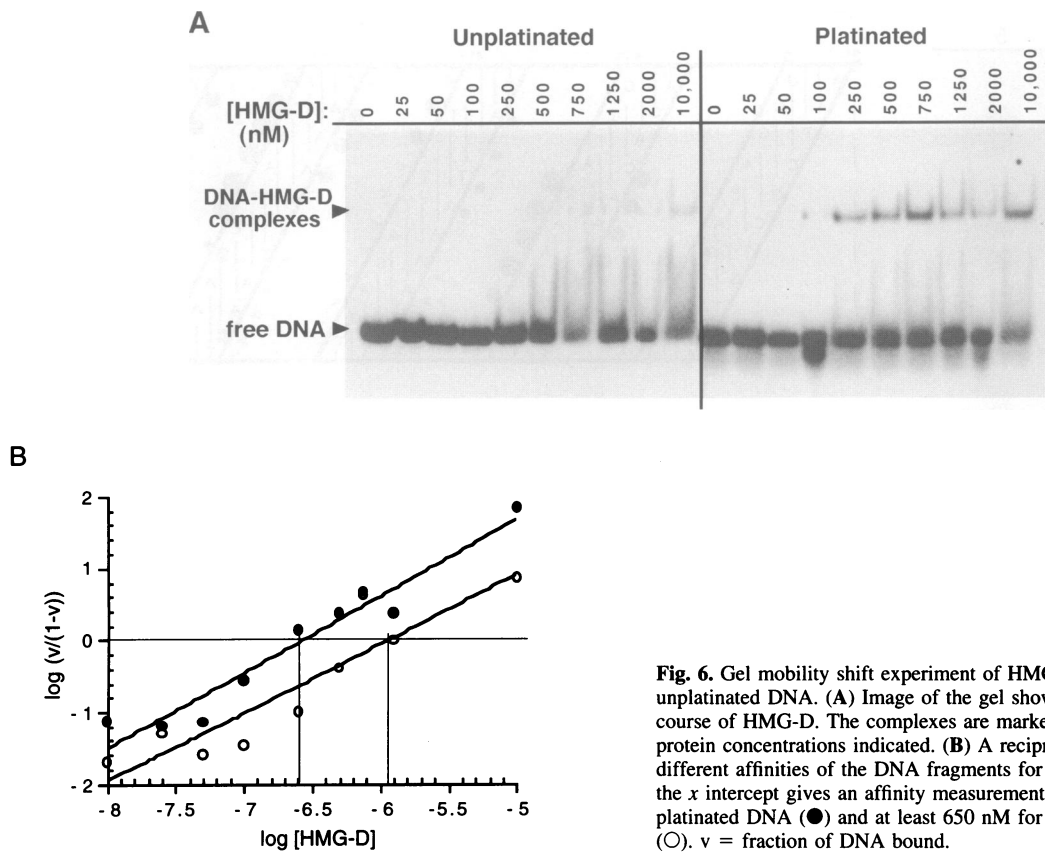 A
Unplatinated Platinated
[HMG-D]: 0 25 50 100 250 500 750 1250 2000 10,000 0 25 50 100 250 500 750 1250 2000 10,000
(nM)
DNA-HMG-D
complexes
free DNA
B
2
1
0
- 1
- 2
log (v/(1-v))
- 8 -7.5 - 7 -6.5 - 6 -5.5 - 5
log [HMG-D]
Fig. 6. Gel mobility shift experiment of HMG
unplatinated DNA. (A) Image of the gel show
course of HMG-D. The complexes are marke
protein concentrations indicated. (B) A recipr
different affinities of the DNA fragments for
the x intercept gives an affinity measurement
platinated DNA (●) and at least 650 nM for
(○). v = fraction of DNA bound.